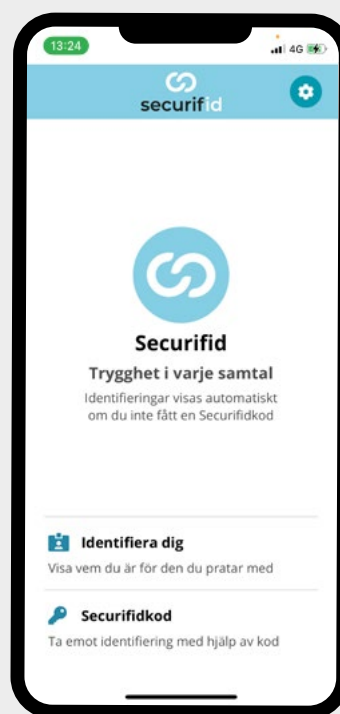 13:24
4G
securifid
Securifid
Trygghet i varje samtal
Identifieringar visas automatiskt
om du inte fått en Securifidkod
Identifiera dig
Visa vem du är för den du pratar med
Securifidkod
Ta emot identifiering med hjälp av kod